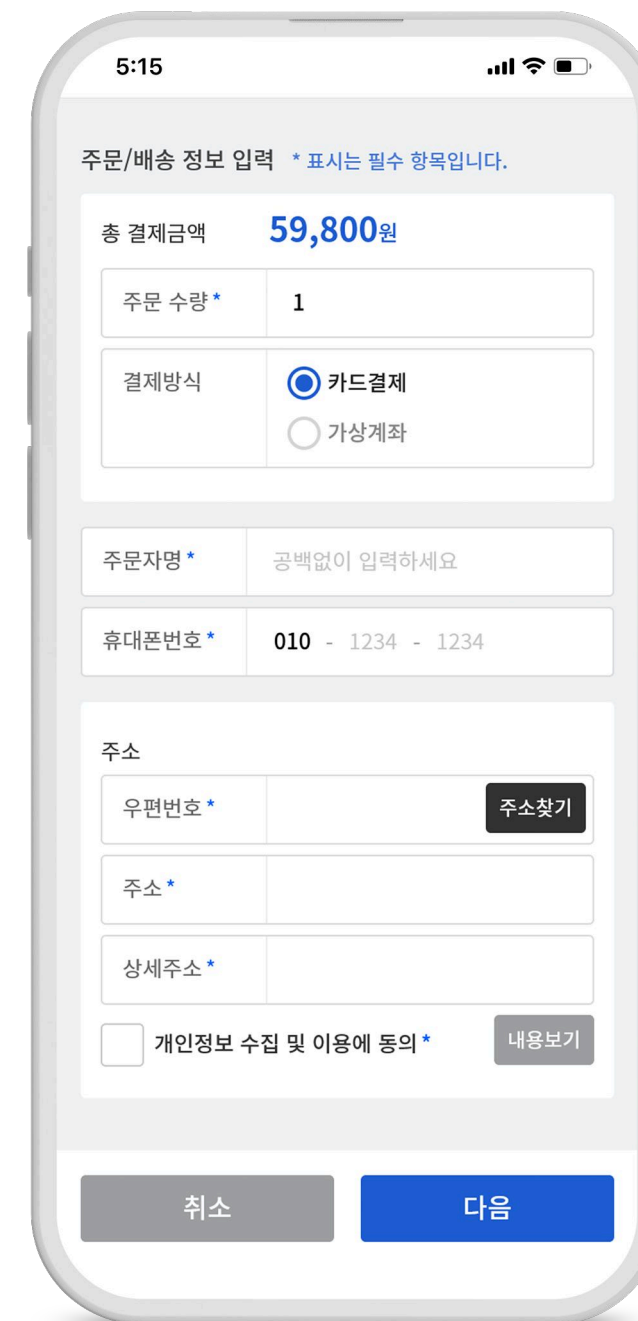 5:15
주문/배송 정보 입력 * 표시는 필수 항목입니다.
총 결제금액 59,800원
주문 수량* 1
결제방식 카드결제
가상계좌
주문자명* 공백없이 입력하세요
휴대폰번호* 010 - 1234 - 1234
주소
우편번호* 주소찾기
주소*
상세주소*
개인정보 수집 및 이용에 동의* 내용보기
취소 다음